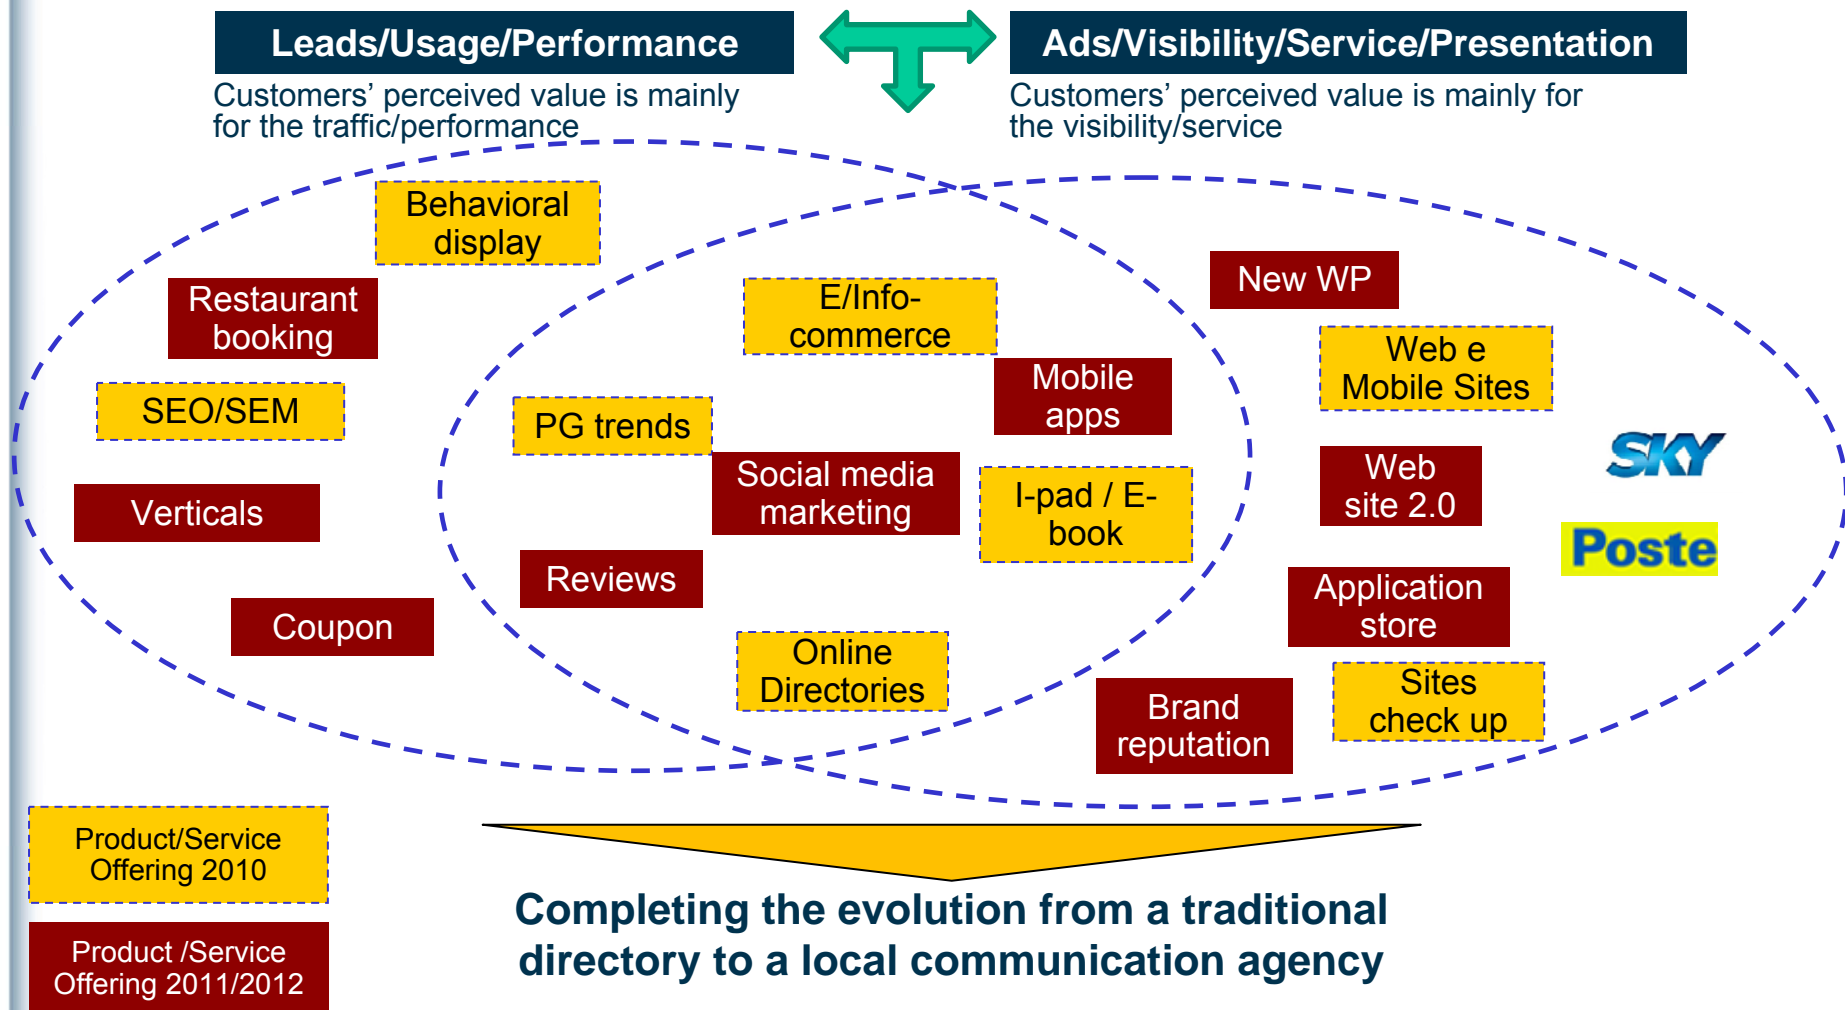 Leads/Usage/Performance
Ads/Visibility/Service/Presentation
Customers’ perceived value is mainly
for the traffic/performance
Customers’ perceived value is mainly for
the visibility/service
Behavioral
display
Restaurant
booking
E/Info-
commerce
New WP
Web e
Mobile Sites
Mobile
apps
SEO/SEM
PG trends
SKY
Social media
marketing
Web
site 2.0
I-pad / E-
book
Verticals
Poste
Reviews
Application
store
Coupon
Online
Directories
Sites
check up
Brand
reputation
Product/Service
Offering 2010
Product /Service
Offering 2011/2012
Completing the evolution from a traditional
directory to a local communication agency